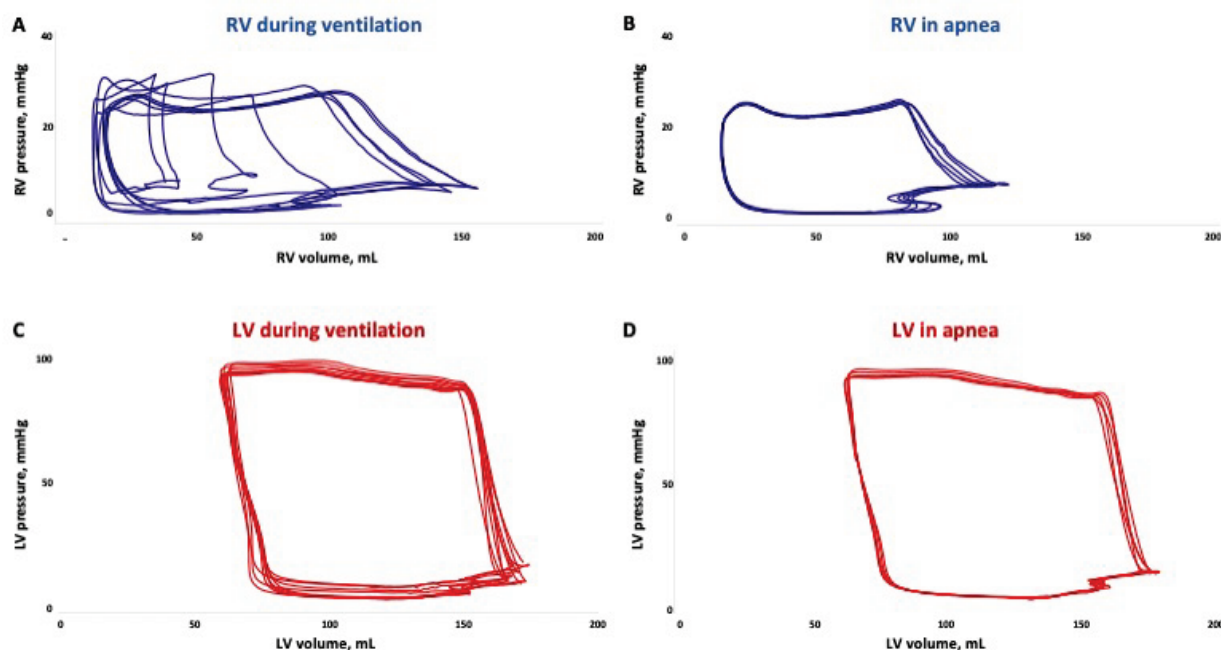 A
RV during ventilation
40
20
0
RV pressure, mmHg
-
50
100
150
200
RV volume, mL
B
RV in apnea
40
20
0
RV pressure, mmHg
0
50
100
150
200
RV volume, mL
C
LV during ventilation
100
50
0
LV pressure, mmHg
0
50
100
150
200
LV volume, mL
D
LV in apnea
100
50
0
LV pressure, mmHg
0
50
100
150
200
LV volume, mL